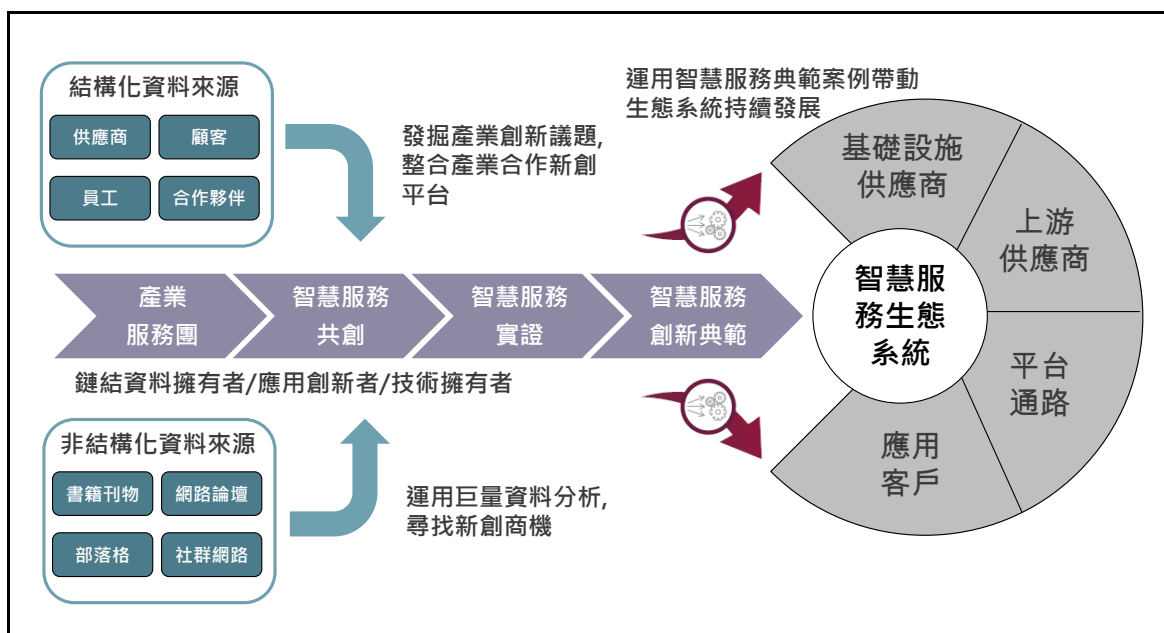 結構化資料來源
供應商
顧客
員工
合作夥伴
發掘產業創新議題,
整合產業合作新創
平台
運用智慧服務典範案例帶動
生態系統持續發展
產業
服務團
智慧服務
共創
智慧服務
實證
智慧服務
創新典範
鏈結資料擁有者/應用創新者/技術擁有者
非結構化資料來源
書籍刊物
網路論壇
部落格
社群網路
運用巨量資料分析,
尋找新創商機
基礎設施
供應商
上游
供應商
智慧服
務生態
系統
平台
通路
應用
客戶